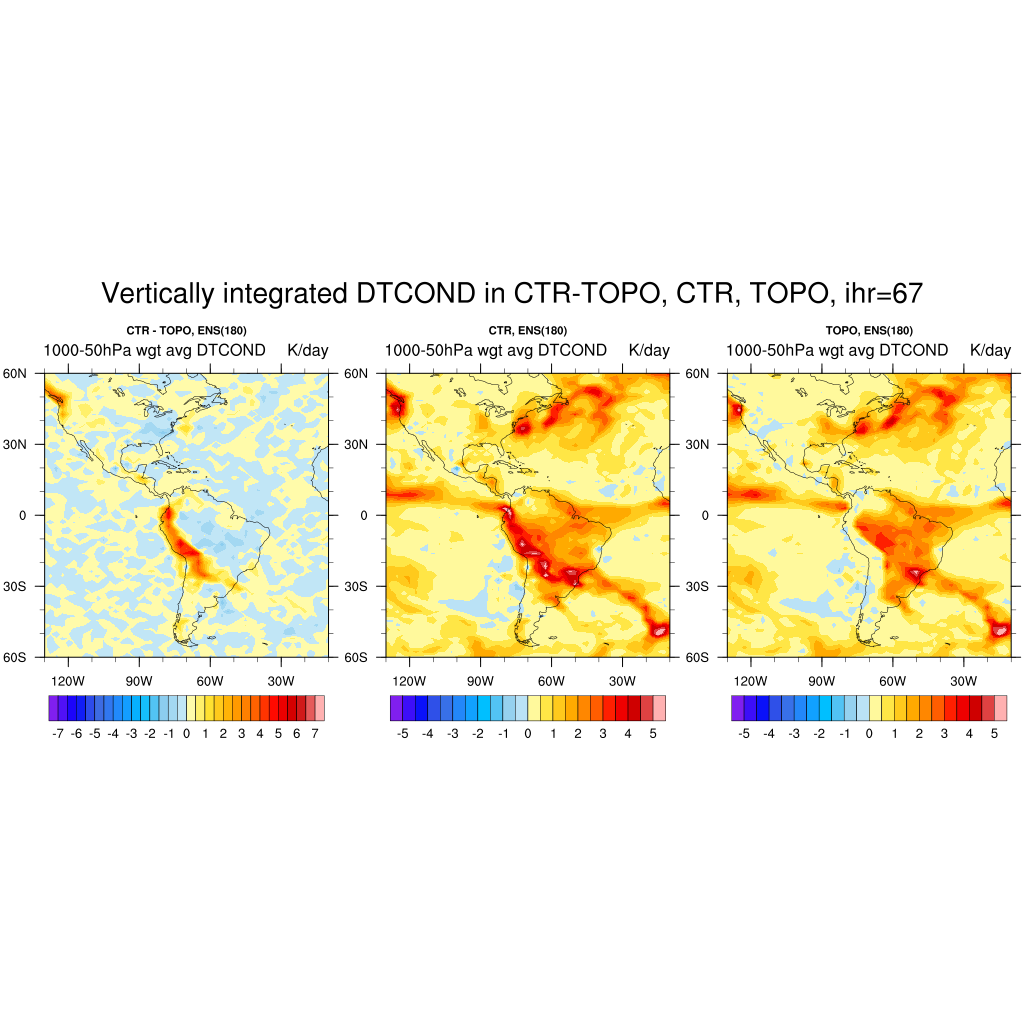 Vertically integrated DTCOND in CTR-TOPO, CTR, TOPO, ihr=67
CTR - TOPO, ENS(180)
1000-50hPa wgt avg DTCOND K/day
60N
30N
0
30S
60S
120W 90W 60W 30W
-7 -6 -5 -4 -3 -2 -1 0 1 2 3 4 5 6 7
CTR, ENS(180)
1000-50hPa wgt avg DTCOND K/day
60N
30N
0
30S
60S
120W 90W 60W 30W
-5 -4 -3 -2 -1 0 1 2 3 4 5
TOPO, ENS(180)
1000-50hPa wgt avg DTCOND K/day
60N
30N
0
30S
60S
120W 90W 60W 30W
-5 -4 -3 -2 -1 0 1 2 3 4 5